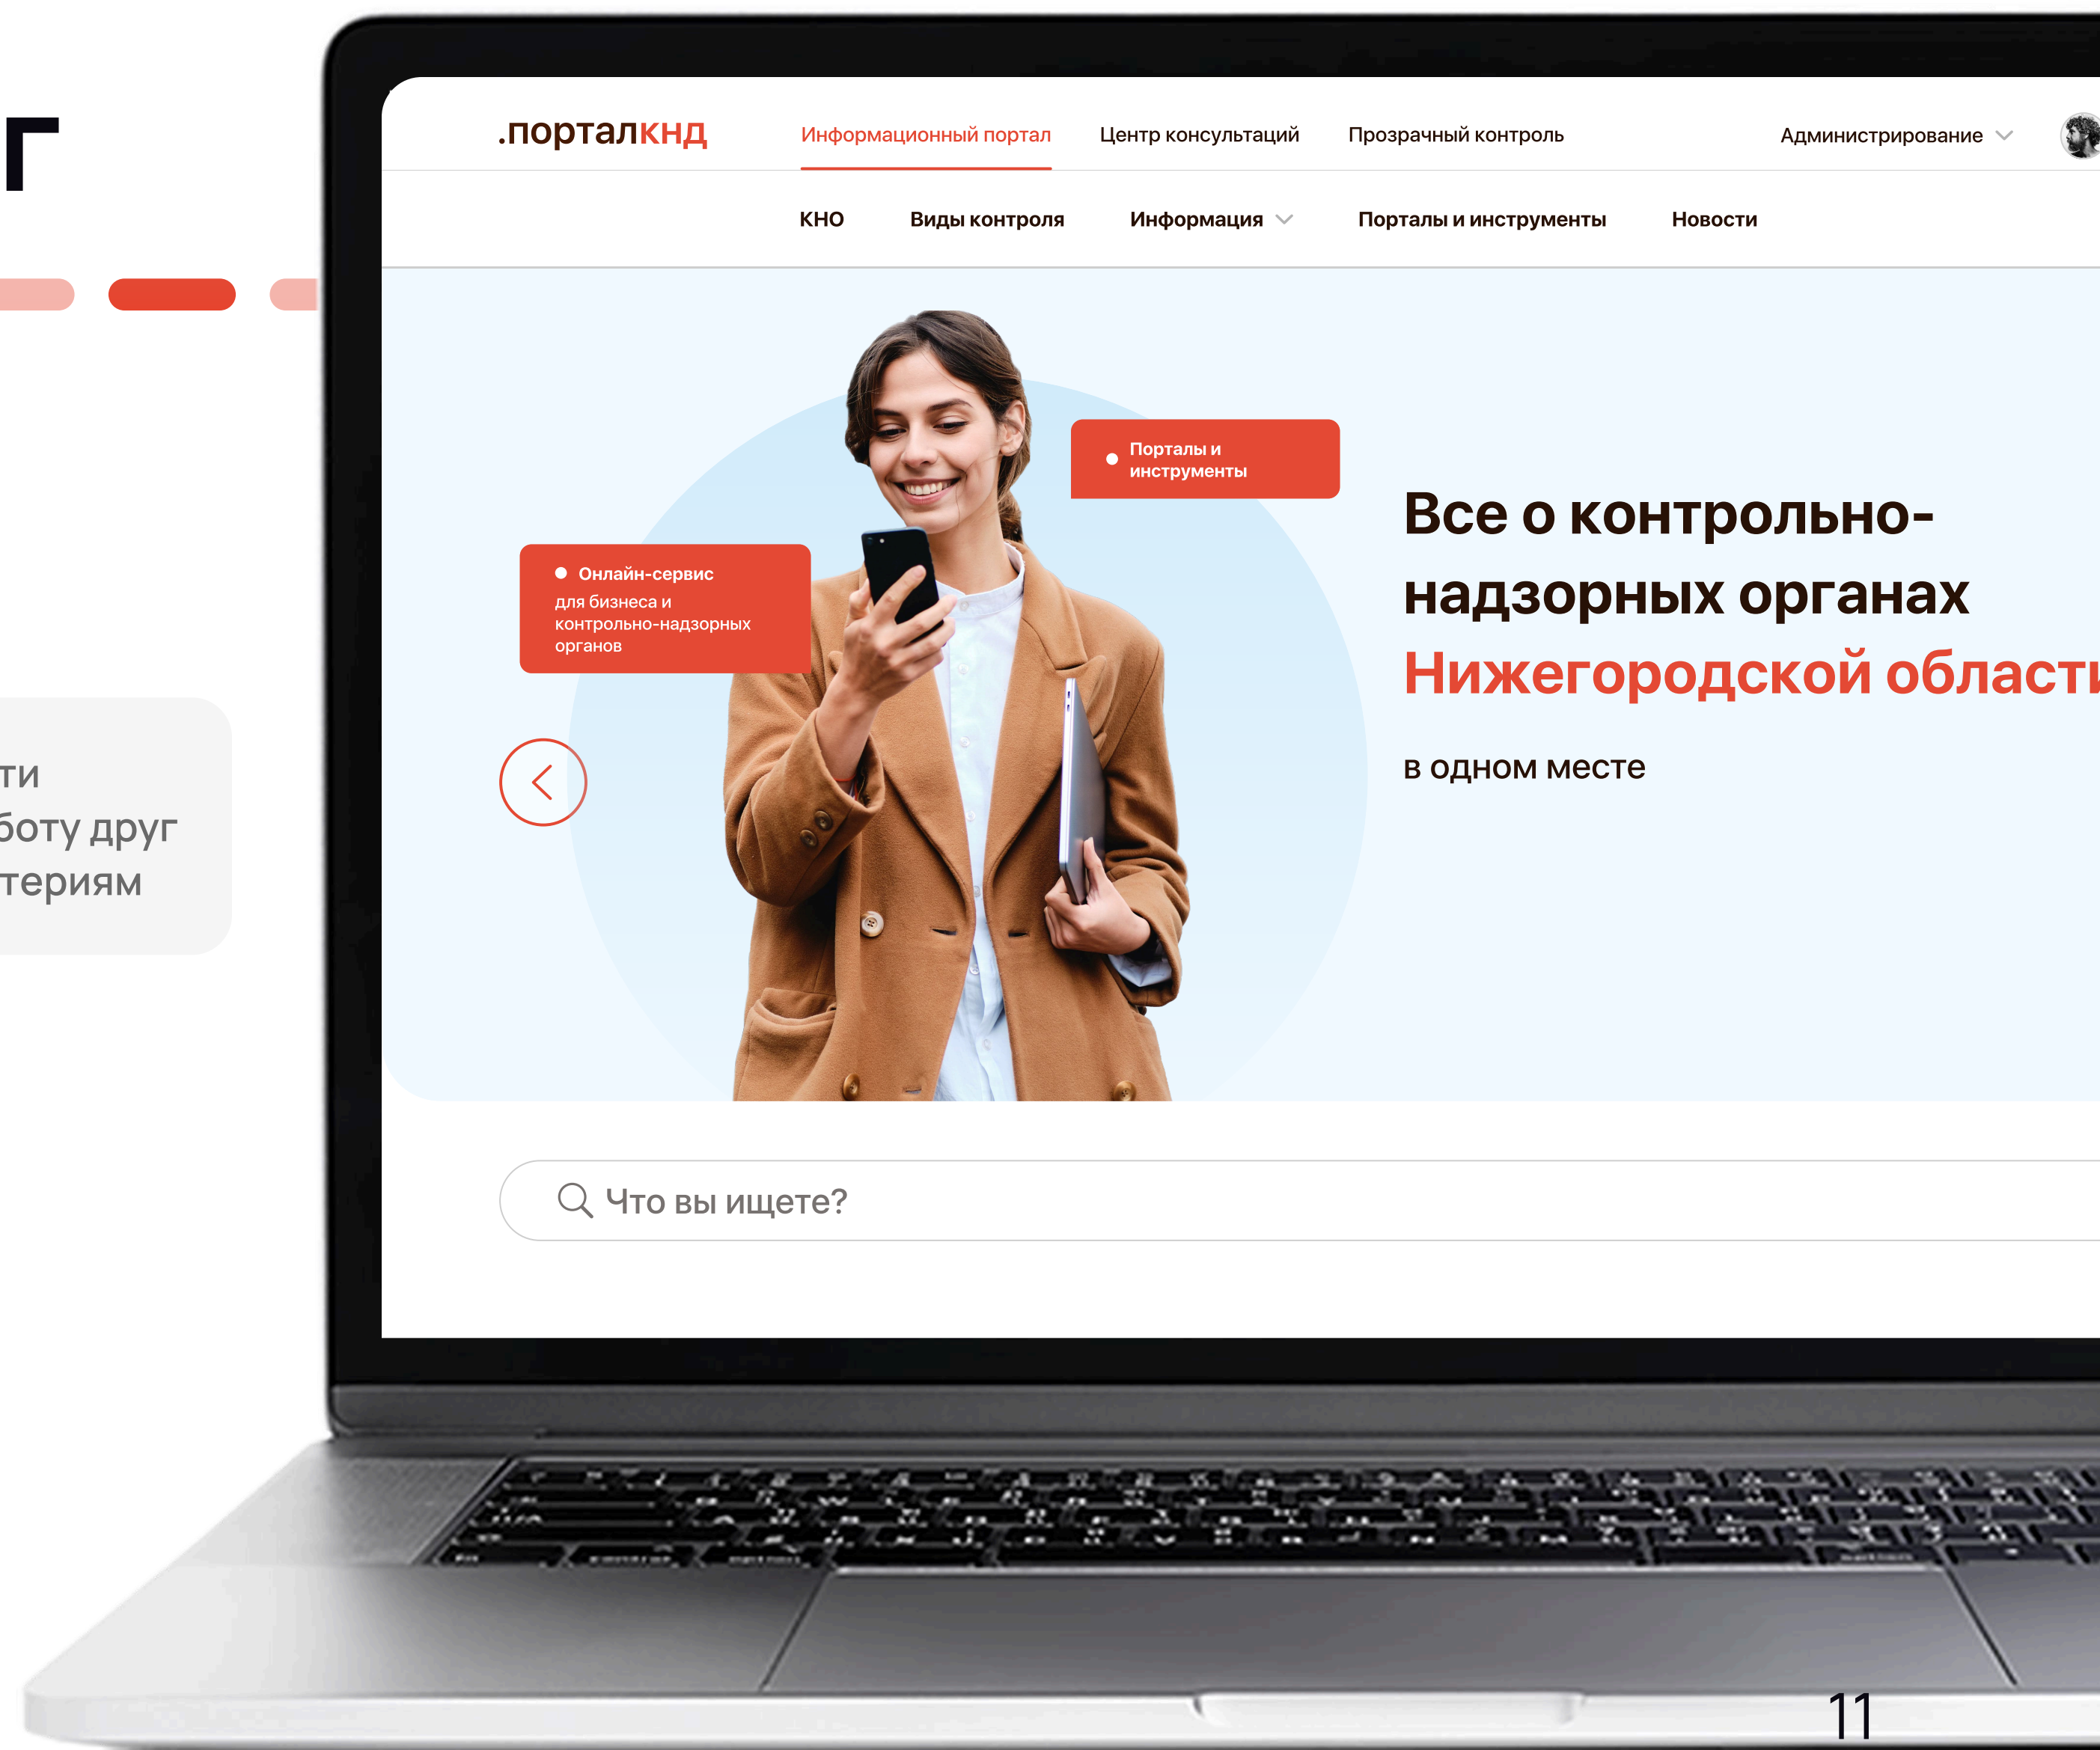 г
ти
боту друг
териям
.порталкнд
Информационный портал Центр консультаций Прозрачный контроль Администрирование
КНО Виды контроля Информация Порталы и инструменты Новости
Порталы и
инструменты
Онлайн-сервис
для бизнеса и
контрольно-надзорных
органов
Все о контрольно-
надзорных органах
Нижегородской области
в одном месте
Что вы ищете?
11